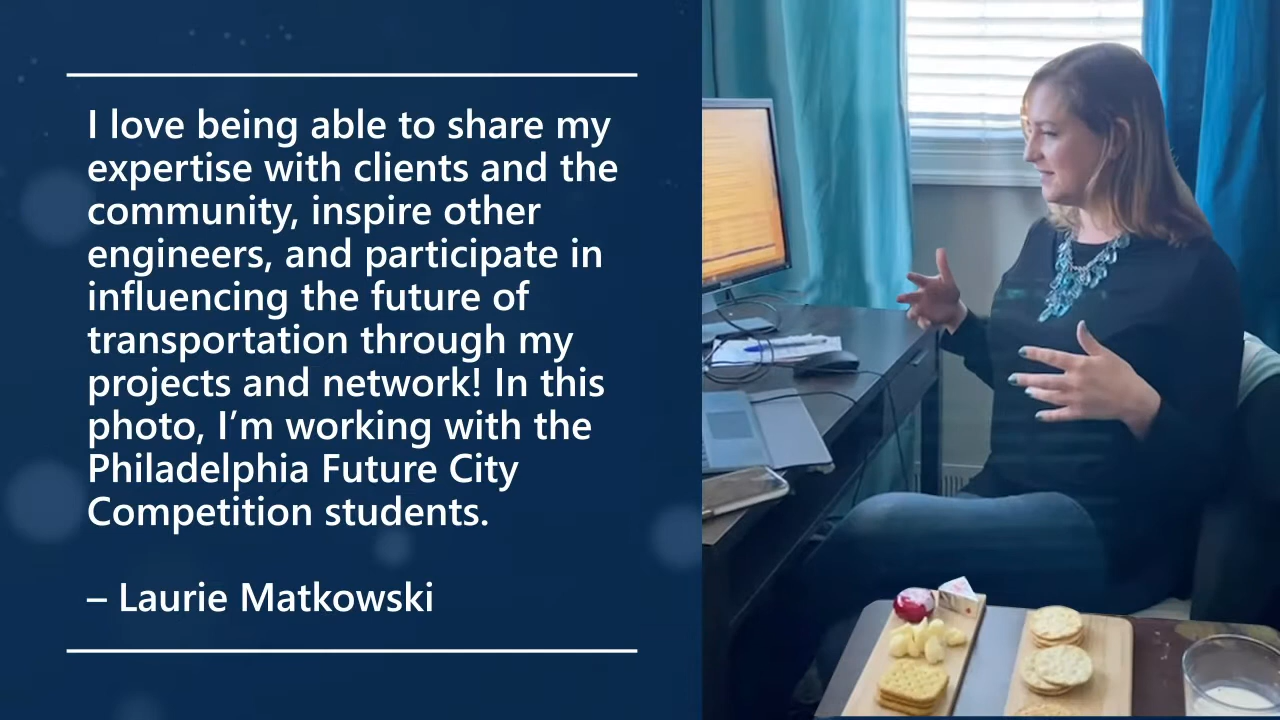 I love being able to share my
expertise with clients and the
community, inspire other
engineers, and participate in
influencing the future of
transportation through my
projects and network! In this
photo, I’m working with the
Philadelphia Future City
Competition students.
– Laurie Matkowski